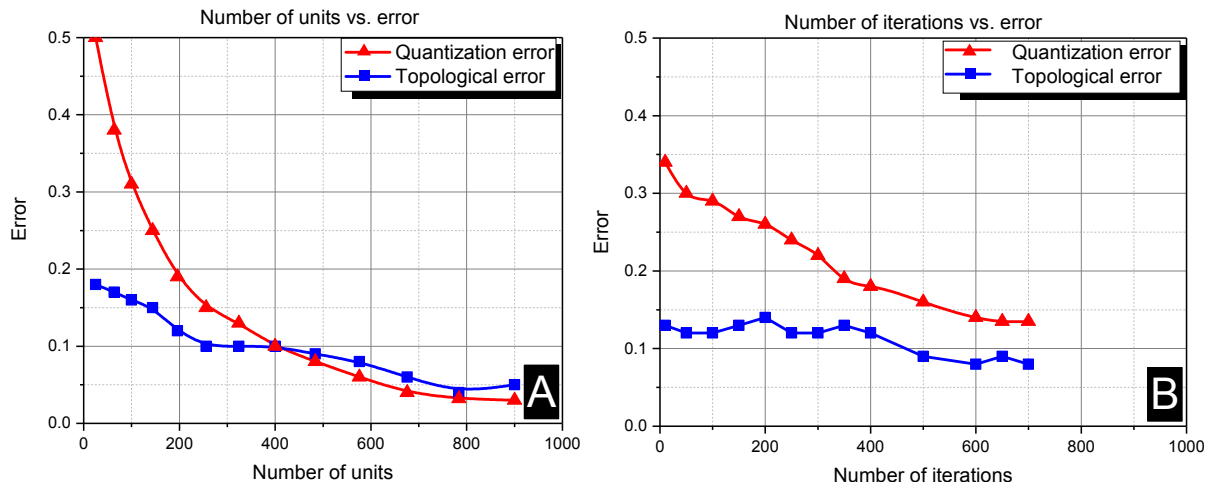 Number of units vs. error
0.5
0.4
0.3
0.2
0.1
0.0
Error
Quantization error
Topological error
A
0
200
400
600
800
1000
Number of units
Number of iterations vs. error
0.5
0.4
0.3
0.2
0.1
0.0
Error
Quantization error
Topological error
B
0
200
400
600
800
1000
Number of iterations